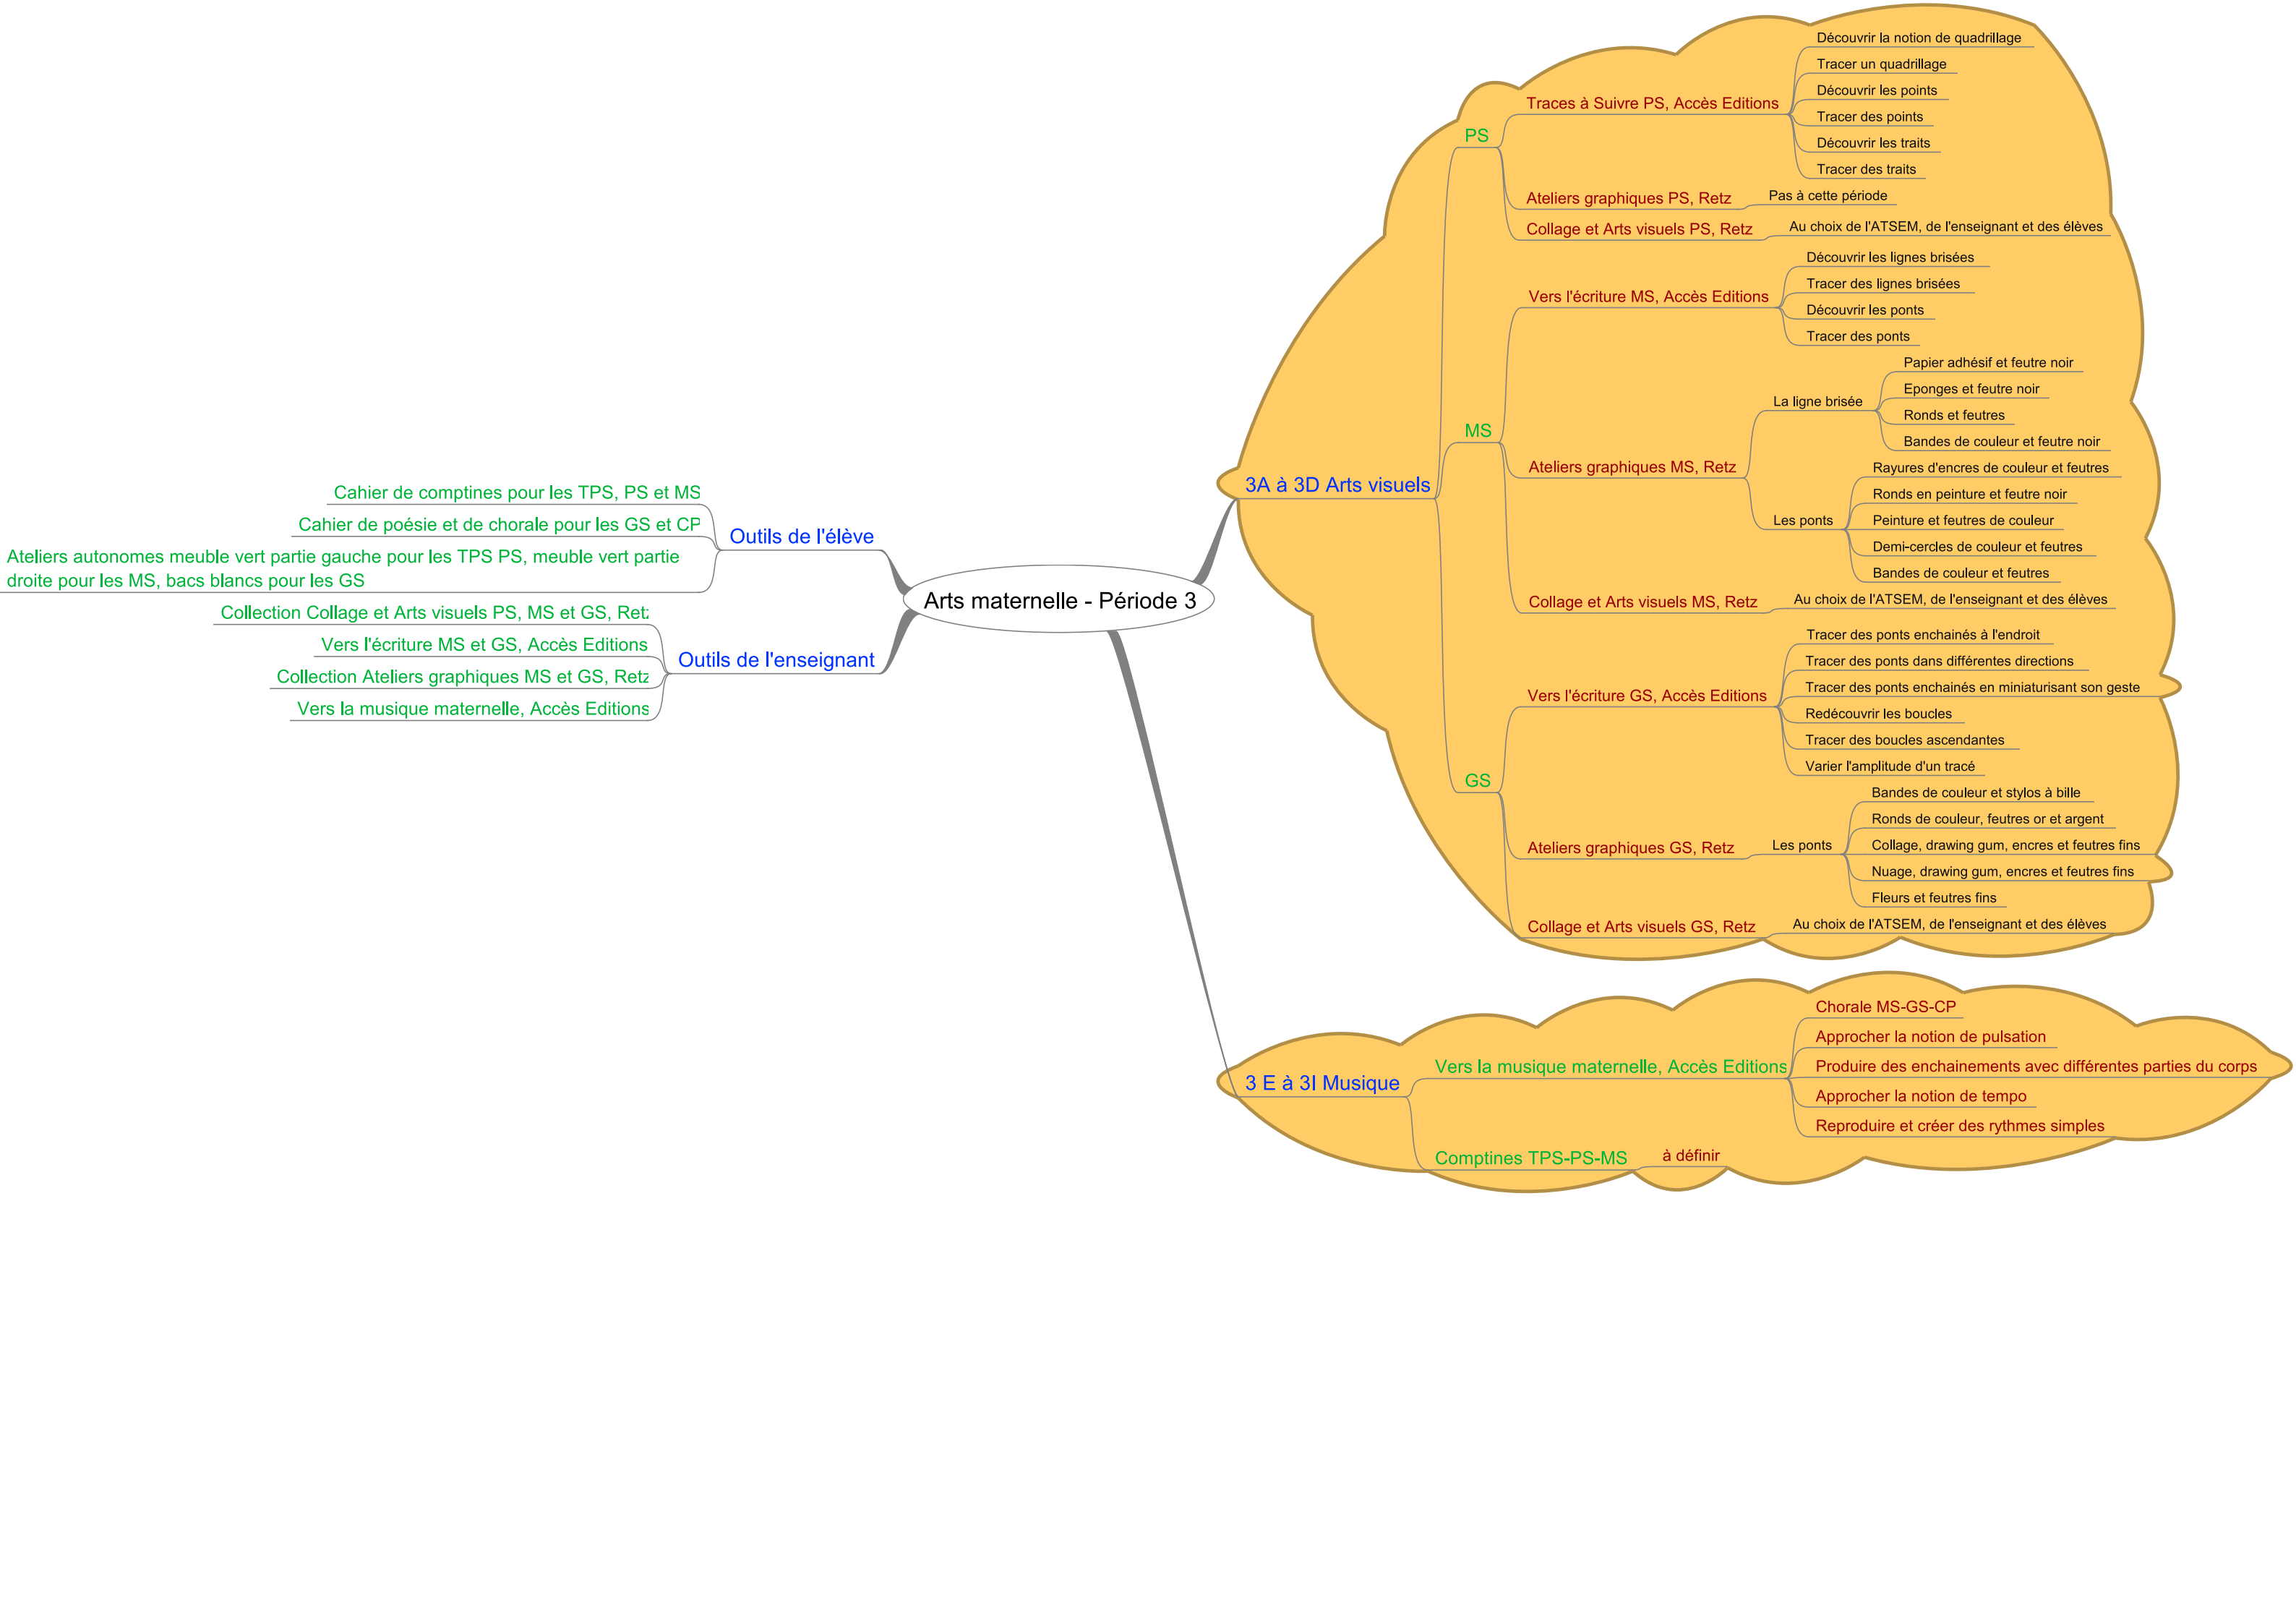 Arts maternelle - Période 3
Outils de l'élève
Cahier de comptines pour les TPS, PS et MS
Cahier de poésie et de chorale pour les GS et CP
Ateliers autonomes meuble vert partie gauche pour les TPS PS, meuble vert partie
droite pour les MS, bacs blancs pour les GS
Outils de l'enseignant
Collection Collage et Arts visuels PS, MS et GS, Retz
Vers l'écriture MS et GS, Accès Editions
Collection Ateliers graphiques MS et GS, Retz
Vers la musique maternelle, Accès Editions
3A à 3D Arts visuels
PS
Traces à Suivre PS, Accès Editions
Découvrir la notion de quadrillage
Tracer un quadrillage
Découvrir les points
Tracer des points
Découvrir les traits
Tracer des traits
Ateliers graphiques PS, Retz
Pas à cette période
Collage et Arts visuels PS, Retz
Au choix de l'ATSEM, de l'enseignant et des élèves
MS
Vers l'écriture MS, Accès Editions
Découvrir les lignes brisées
Tracer des lignes brisées
Découvrir les ponts
Tracer des ponts
Ateliers graphiques MS, Retz
La ligne brisée
Papier adhésif et feutre noir
Eponges et feutre noir
Ronds et feutres
Bandes de couleur et feutre noir
Les ponts
Rayures d'encres de couleur et feutres
Ronds en peinture et feutre noir
Peinture et feutres de couleur
Demi-cercles de couleur et feutres
Bandes de couleur et feutres
Collage et Arts visuels MS, Retz
Au choix de l'ATSEM, de l'enseignant et des élèves
GS
Vers l'écriture GS, Accès Editions
Tracer des ponts enchainés à l'endroit
Tracer des ponts dans différentes directions
Tracer des ponts enchainés en miniaturisant son geste
Redécouvrir les boucles
Tracer des boucles ascendantes
Varier l'amplitude d'un tracé
Ateliers graphiques GS, Retz
Les ponts
Bandes de couleur et stylos à bille
Ronds de couleur, feutres or et argent
Collage, drawing gum, encres et feutres fins
Nuage, drawing gum, encres et feutres fins
Fleurs et feutres fins
Collage et Arts visuels GS, Retz
Au choix de l'ATSEM, de l'enseignant et des élèves
3 E à 3I Musique
Vers la musique maternelle, Accès Editions
Chorale MS-GS-CP
Approcher la notion de pulsation
Produire des enchainements avec différentes parties du corps
Approcher la notion de tempo
Reproduire et créer des rythmes simples
Comptines TPS-PS-MS
à définir